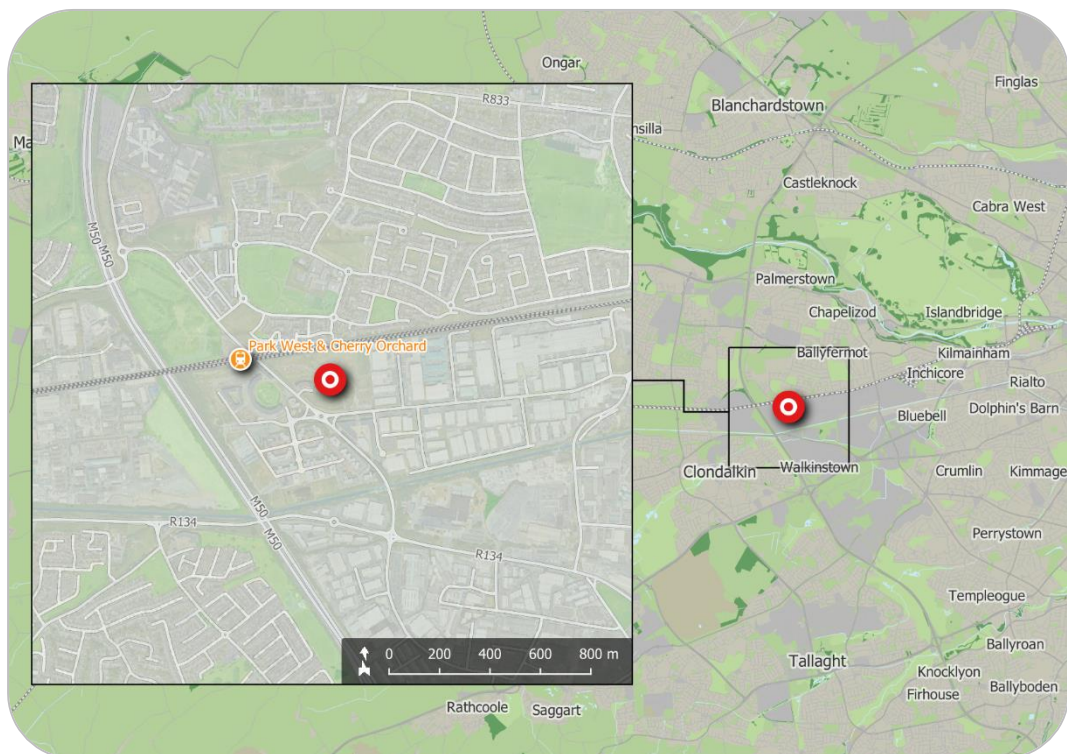 Ongar
Finglas
Blanchardstown
nsilla
Ma
Castleknock
Cabra West
Palmerstown
Chapelizod
Islandbridge
Ballyfermot
Kilmainham
Inchicore
Rialto
Dolphin's Barn
Bluebell
Clondalkin
Walkinstown
Crumlin
Kimmage
Perrystown
Templeogue
Ballyroan
Tallaght
Knocklyon
Firhouse
Ballyboden
Rathcoole
Saggart
R833
M50
M50
Park West & Cherry Orchard
M50
M50
R134
R134
0 200 400 600 800 m